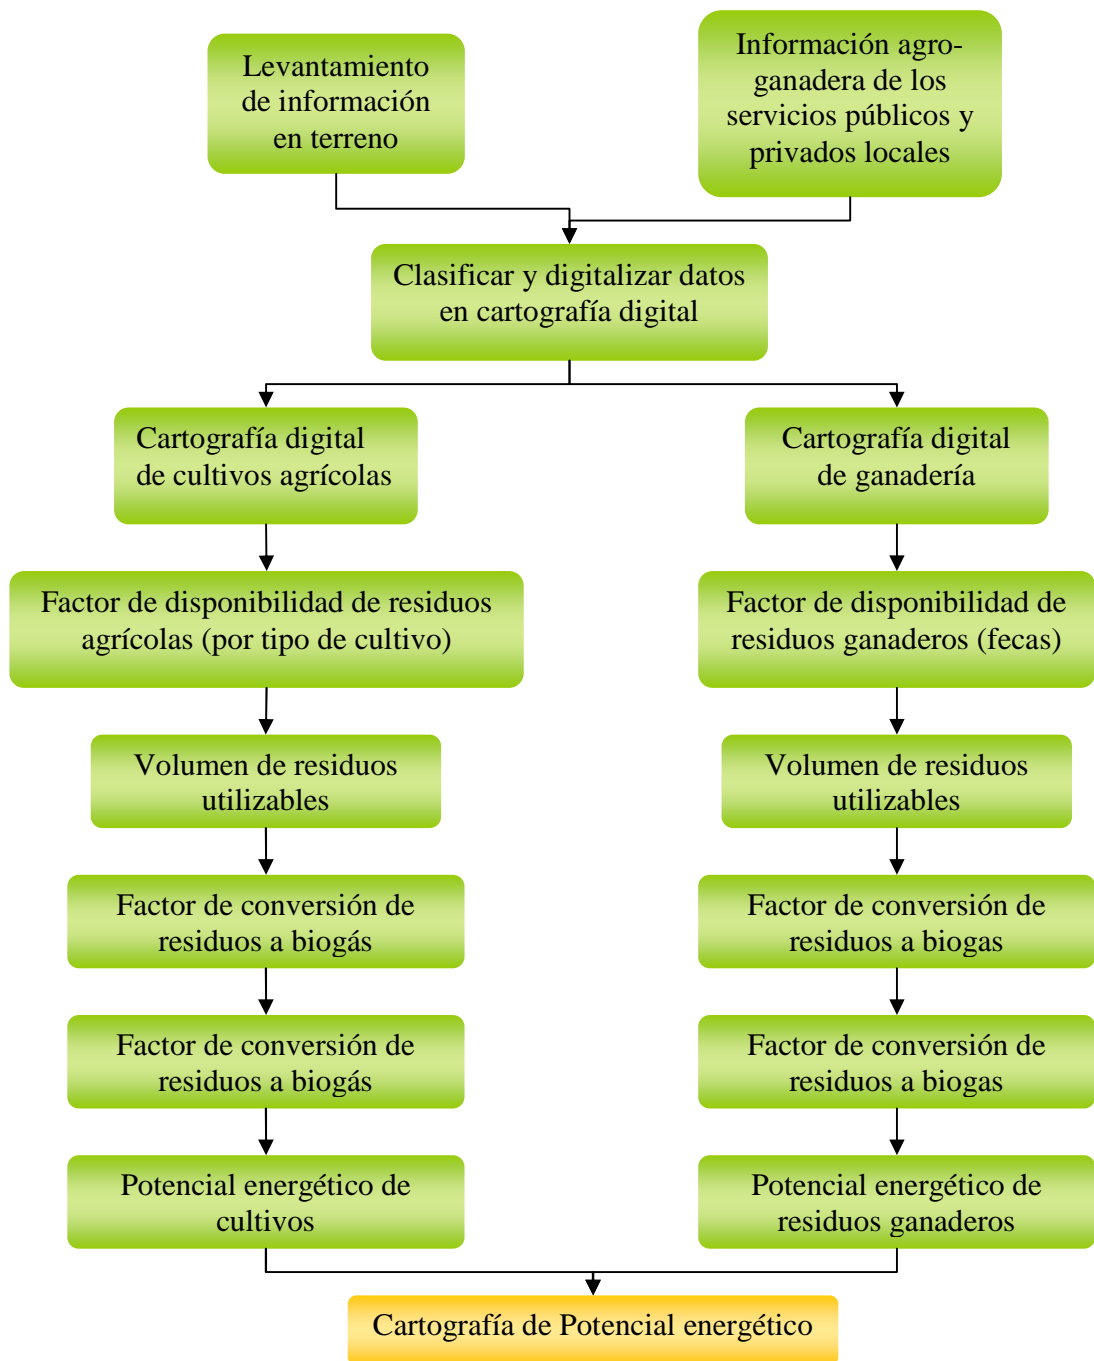 Levantamiento
de información
en terreno
Información agro-
ganadera de los
servicios públicos y
privados locales
Clasificar y digitalizar datos
en cartografía digital
Cartografía digital
de cultivos agrícolas
Cartografía digital
de ganadería
Factor de disponibilidad de residuos
agrícolas (por tipo de cultivo)
Factor de disponibilidad de
residuos ganaderos (fecas)
Volumen de residuos
utilizables
Volumen de residuos
utilizables
Factor de conversión de
residuos a biogás
Factor de conversión de
residuos a biogas
Factor de conversión de
residuos a biogás
Factor de conversión de
residuos a biogas
Potencial energético de
cultivos
Potencial energético de
residuos ganaderos
Cartografía de Potencial energético